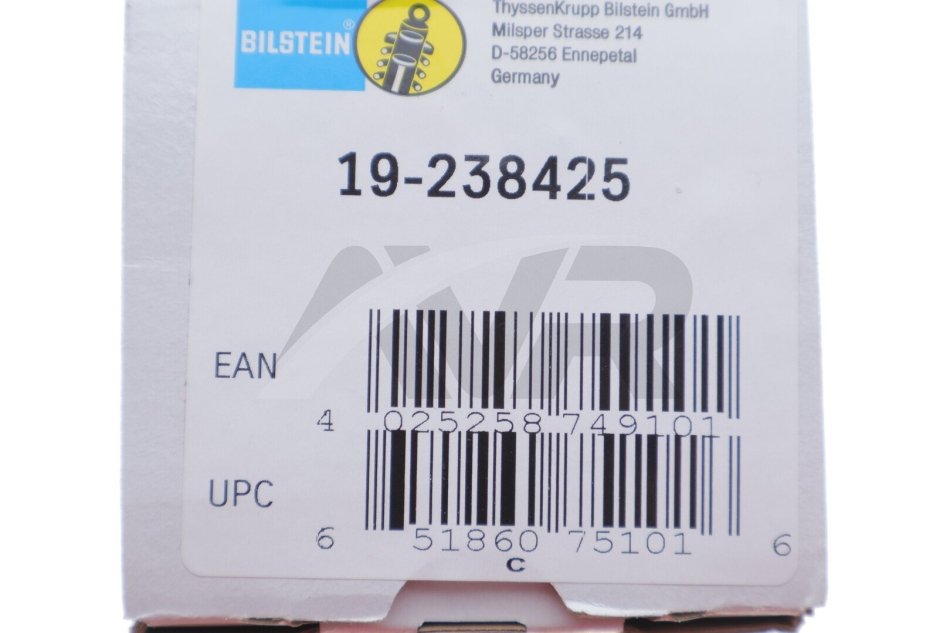 ThyssenKrupp Bilstein GmbH
Milsper Strasse 214
D-58256 Ennepetal
Germany
BILSTEIN®
19-238425
AVR
EAN
4 025258 749101
UPC
6 51860 75101 6
C